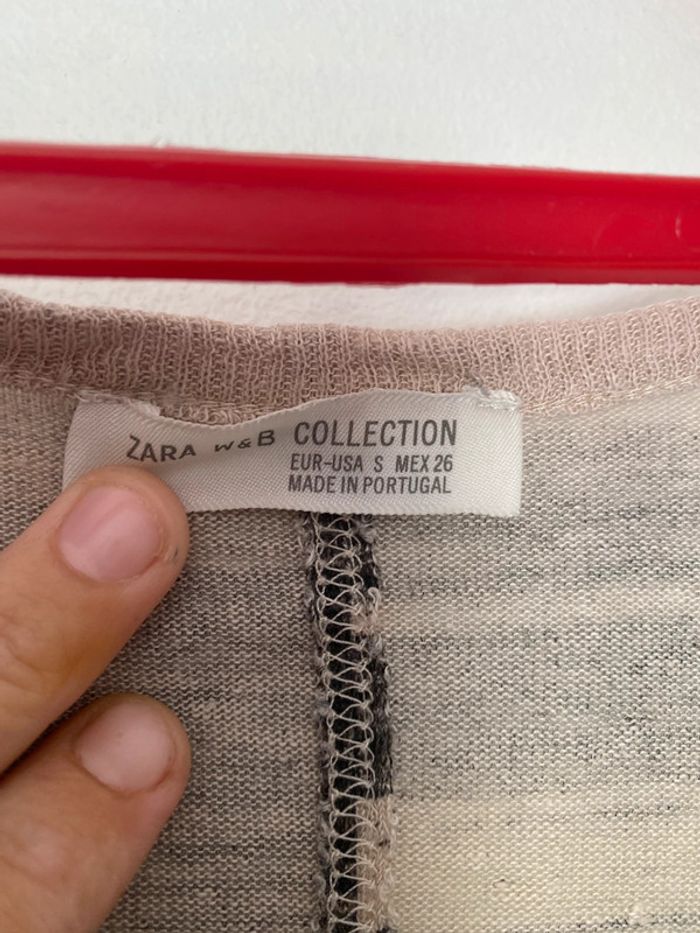 ZARA W&B COLLECTION
EUR-USA S MEX 26
MADE IN PORTUGAL